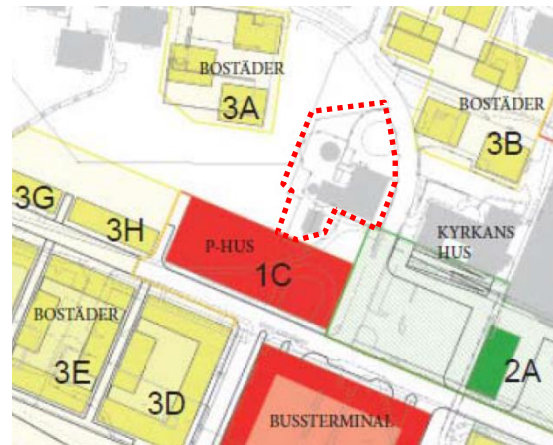 BOSTÄDER
3A
BOSTÄDER
3B
3G
3H
P-HUS
1C
KYRKANS
HUS
BOSTÄDER
3E
3D
2A
BUSSTERMINAL